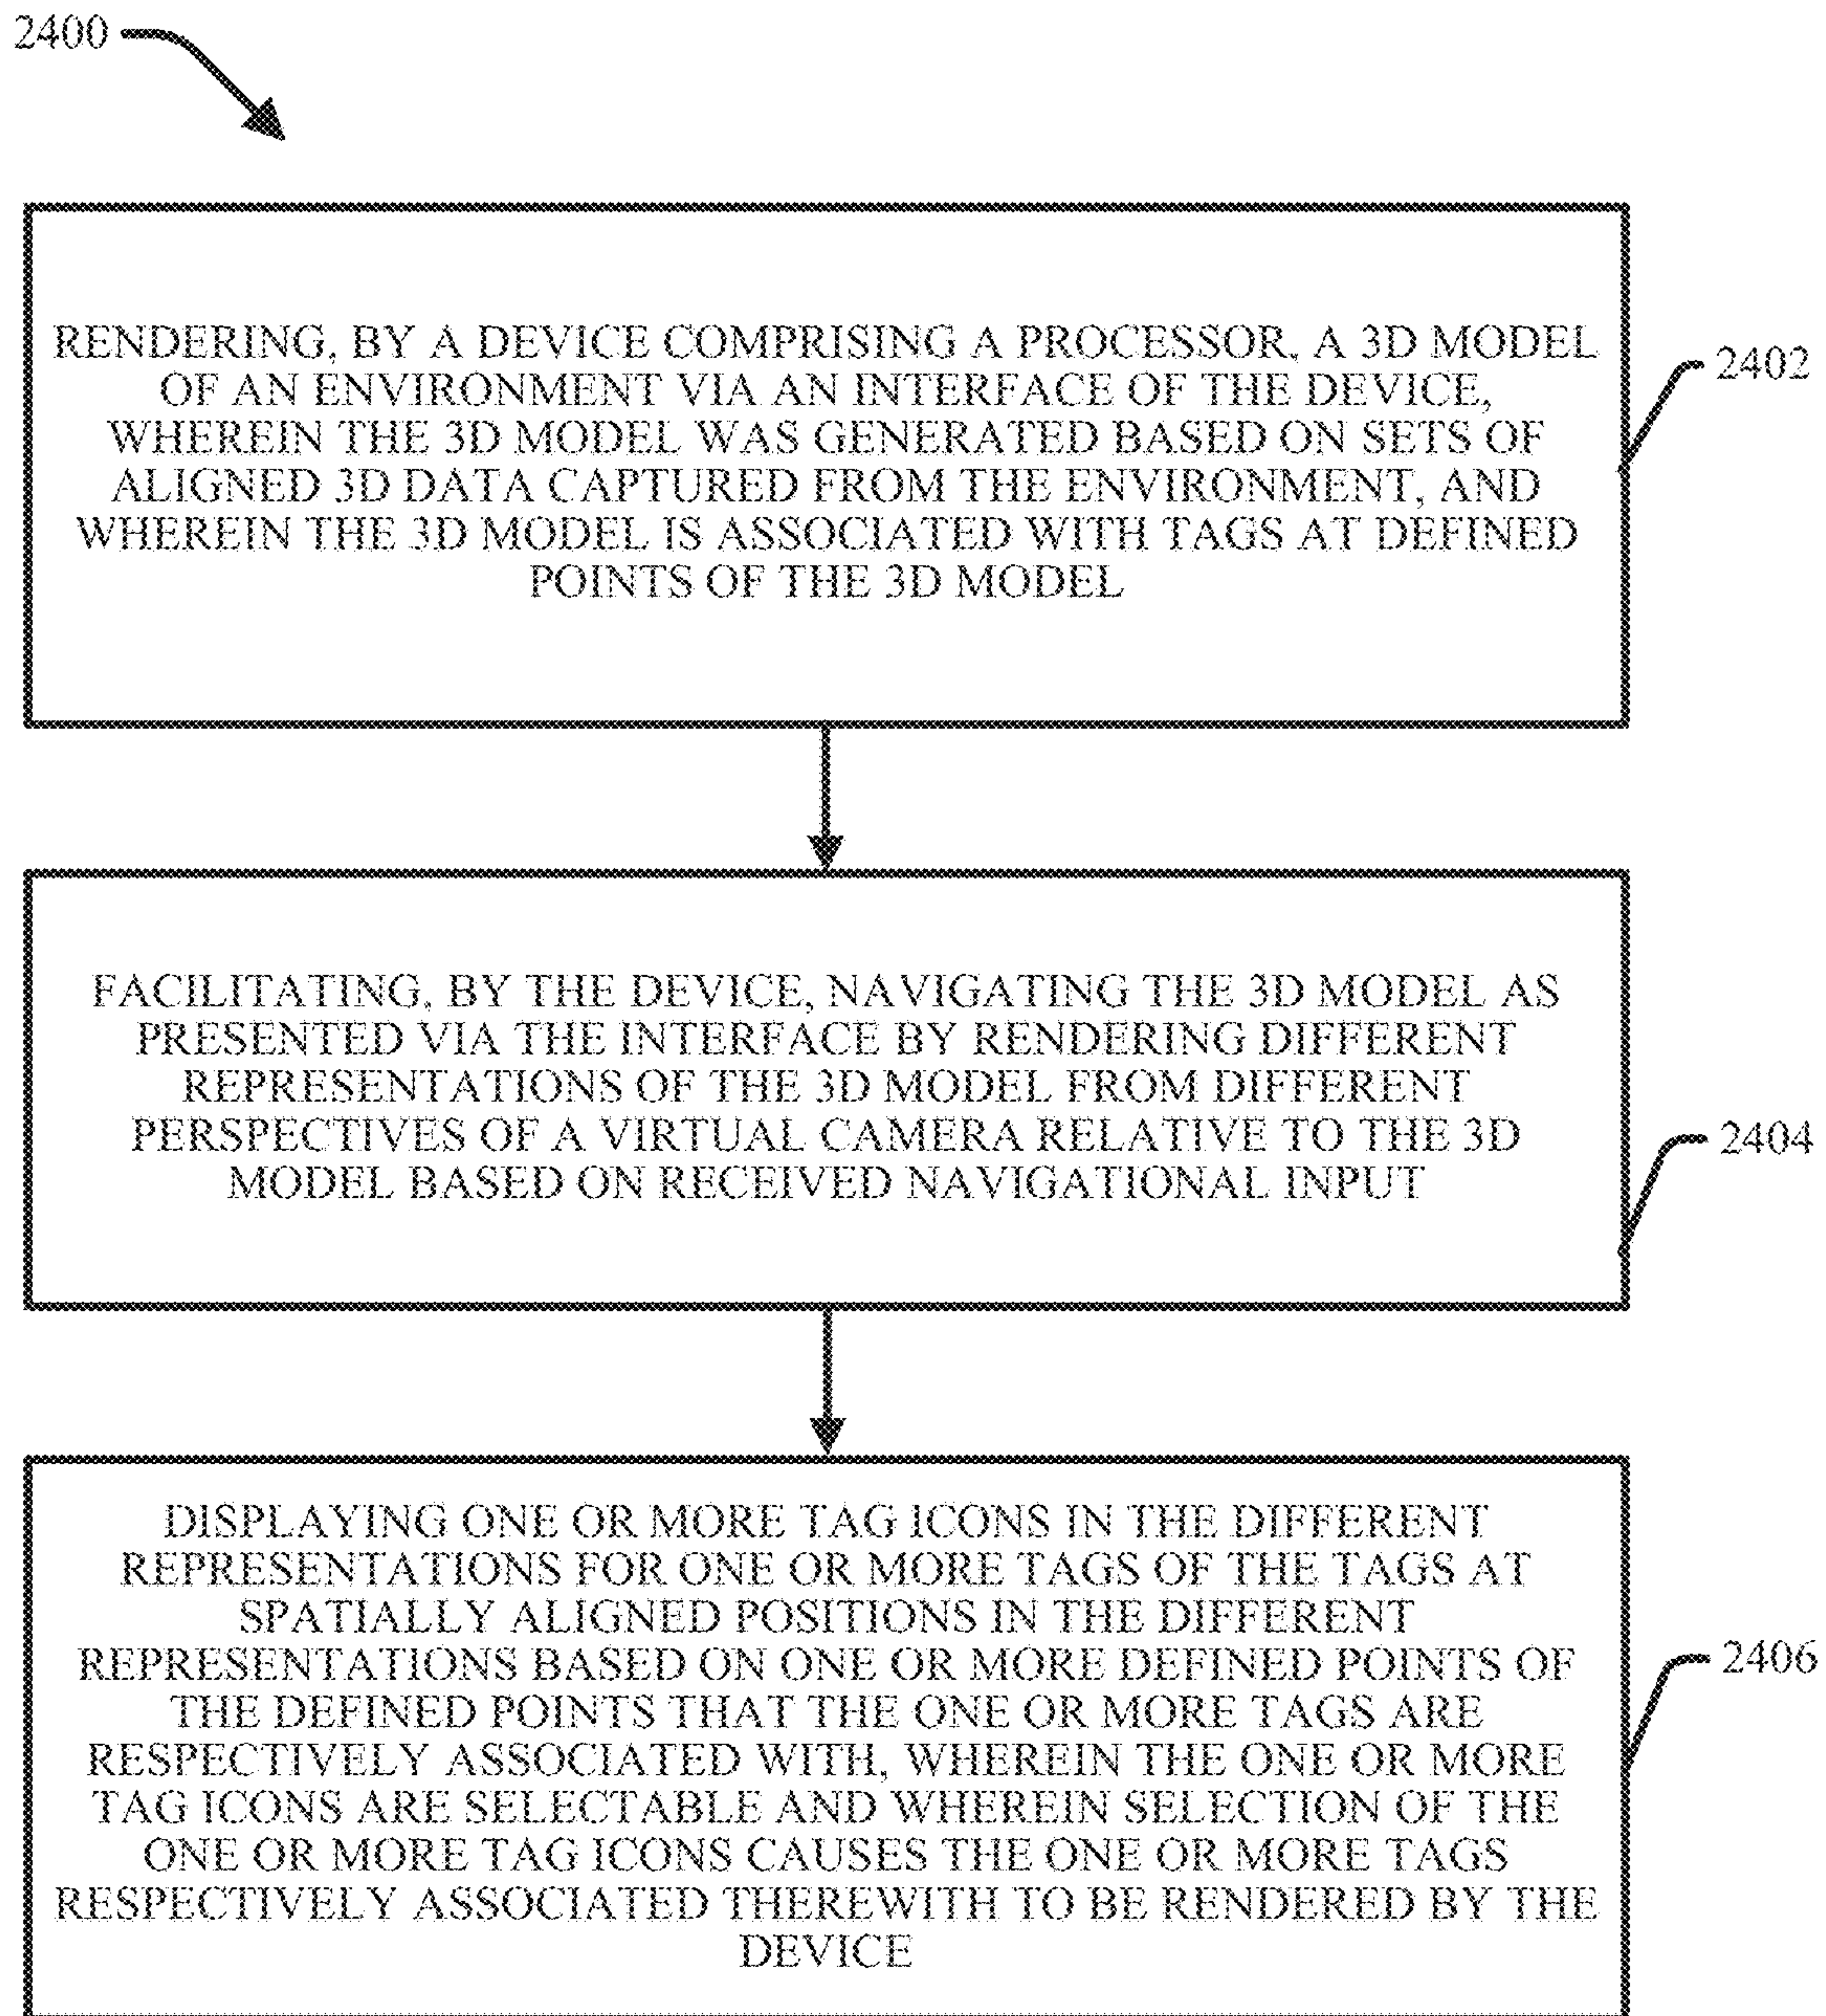 2400
RENDERING, BY A DEVICE COMPRISING A PROCESSOR, A 3D MODEL
OF AN ENVIRONMENT VIA AN INTERFACE OF THE DEVICE,
WHEREIN THE 3D MODEL WAS GENERATED BASED ON SETS OF
ALIGNED 3D DATA CAPTURED FROM THE ENVIRONMENT, AND
WHEREIN THE 3D MODEL IS ASSOCIATED WITH TAGS AT DEFINED
POINTS OF THE 3D MODEL
2402
FACILITATING, BY THE DEVICE, NAVIGATING THE 3D MODEL AS
PRESENTED VIA THE INTERFACE BY RENDERING DIFFERENT
REPRESENTATIONS OF THE 3D MODEL FROM DIFFERENT
PERSPECTIVES OF A VIRTUAL CAMERA RELATIVE TO THE 3D
MODEL BASED ON RECEIVED NAVIGATIONAL INPUT
2404
DISPLAYING ONE OR MORE TAG ICONS IN THE DIFFERENT
REPRESENTATIONS FOR ONE OR MORE TAGS OF THE TAGS AT
SPATIALLY ALIGNED POSITIONS IN THE DIFFERENT
REPRESENTATIONS BASED ON ONE OR MORE DEFINED POINTS OF
THE DEFINED POINTS THAT THE ONE OR MORE TAGS ARE
RESPECTIVELY ASSOCIATED WITH, WHEREIN THE ONE OR MORE
TAG ICONS ARE SELECTABLE AND WHEREIN SELECTION OF THE
ONE OR MORE TAG ICONS CAUSES THE ONE OR MORE TAGS
RESPECTIVELY ASSOCIATED THEREWITH TO BE RENDERED BY THE
DEVICE
2406